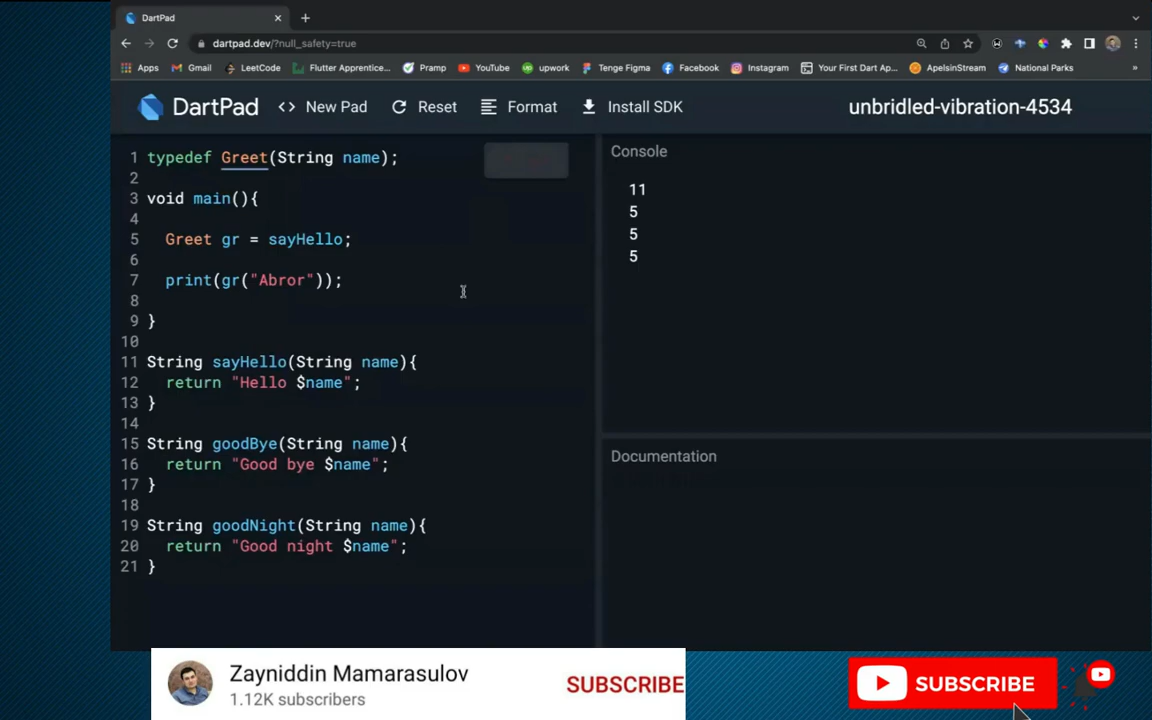 DartPad
dartpad.dev/?null_safety=true
Apps Gmail LeetCode Flutter Apprentice... Pramp YouTube upwork Tenge Figma Facebook Instagram Your First Dart Ap... ApelsinStream National Parks »
DartPad <> New Pad Reset Format Install SDK unbridled-vibration-4534
1 typedef Greet(String name);
2
3 void main(){
4
5 Greet gr = sayHello;
6
7 print(gr("Abror"));
8
9 }
10
11 String sayHello(String name){
12 return "Hello $name";
13 }
14
15 String goodBye(String name){
16 return "Good bye $name";
17 }
18
19 String goodNight(String name){
20 return "Good night $name";
21 }
Console
11
5
5
5
Documentation
Zayniddin Mamarasulov
1.12K subscribers
SUBSCRIBE
SUBSCRIBE